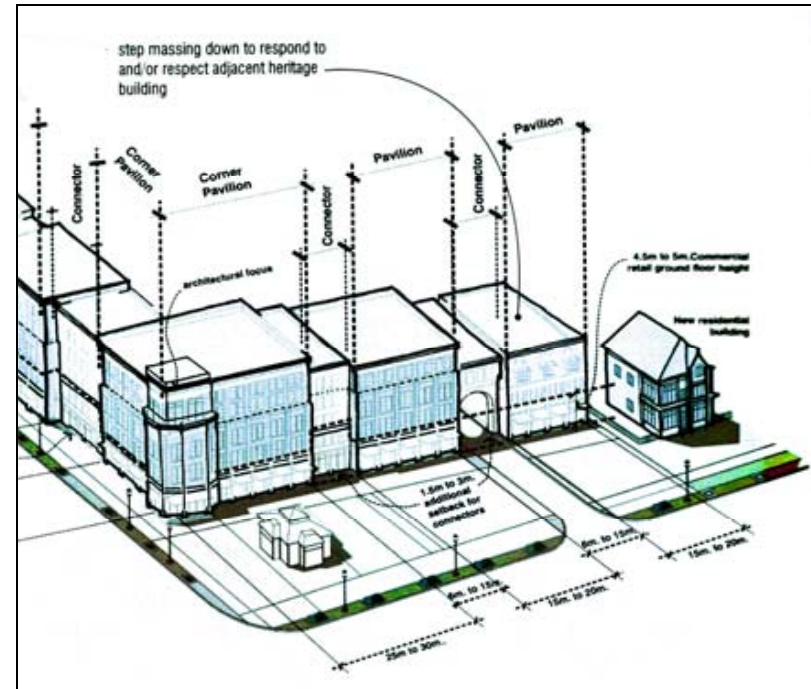 step massing down to respond to
and/or respect adjacent heritage
building
Pavilion
Pavilion
Corner
Pavilion
Corner
Pavilion
Connector
Connector
Connector
architectural focus
4.5m to 5m.Commercial
retail ground floor height
New residential
building
1.5m to 3m.
additional
setback for
connectors
6m. to 15m.
15m. to 20m.
6m. to 15m.
15m. to 20m.
25m to 30m..